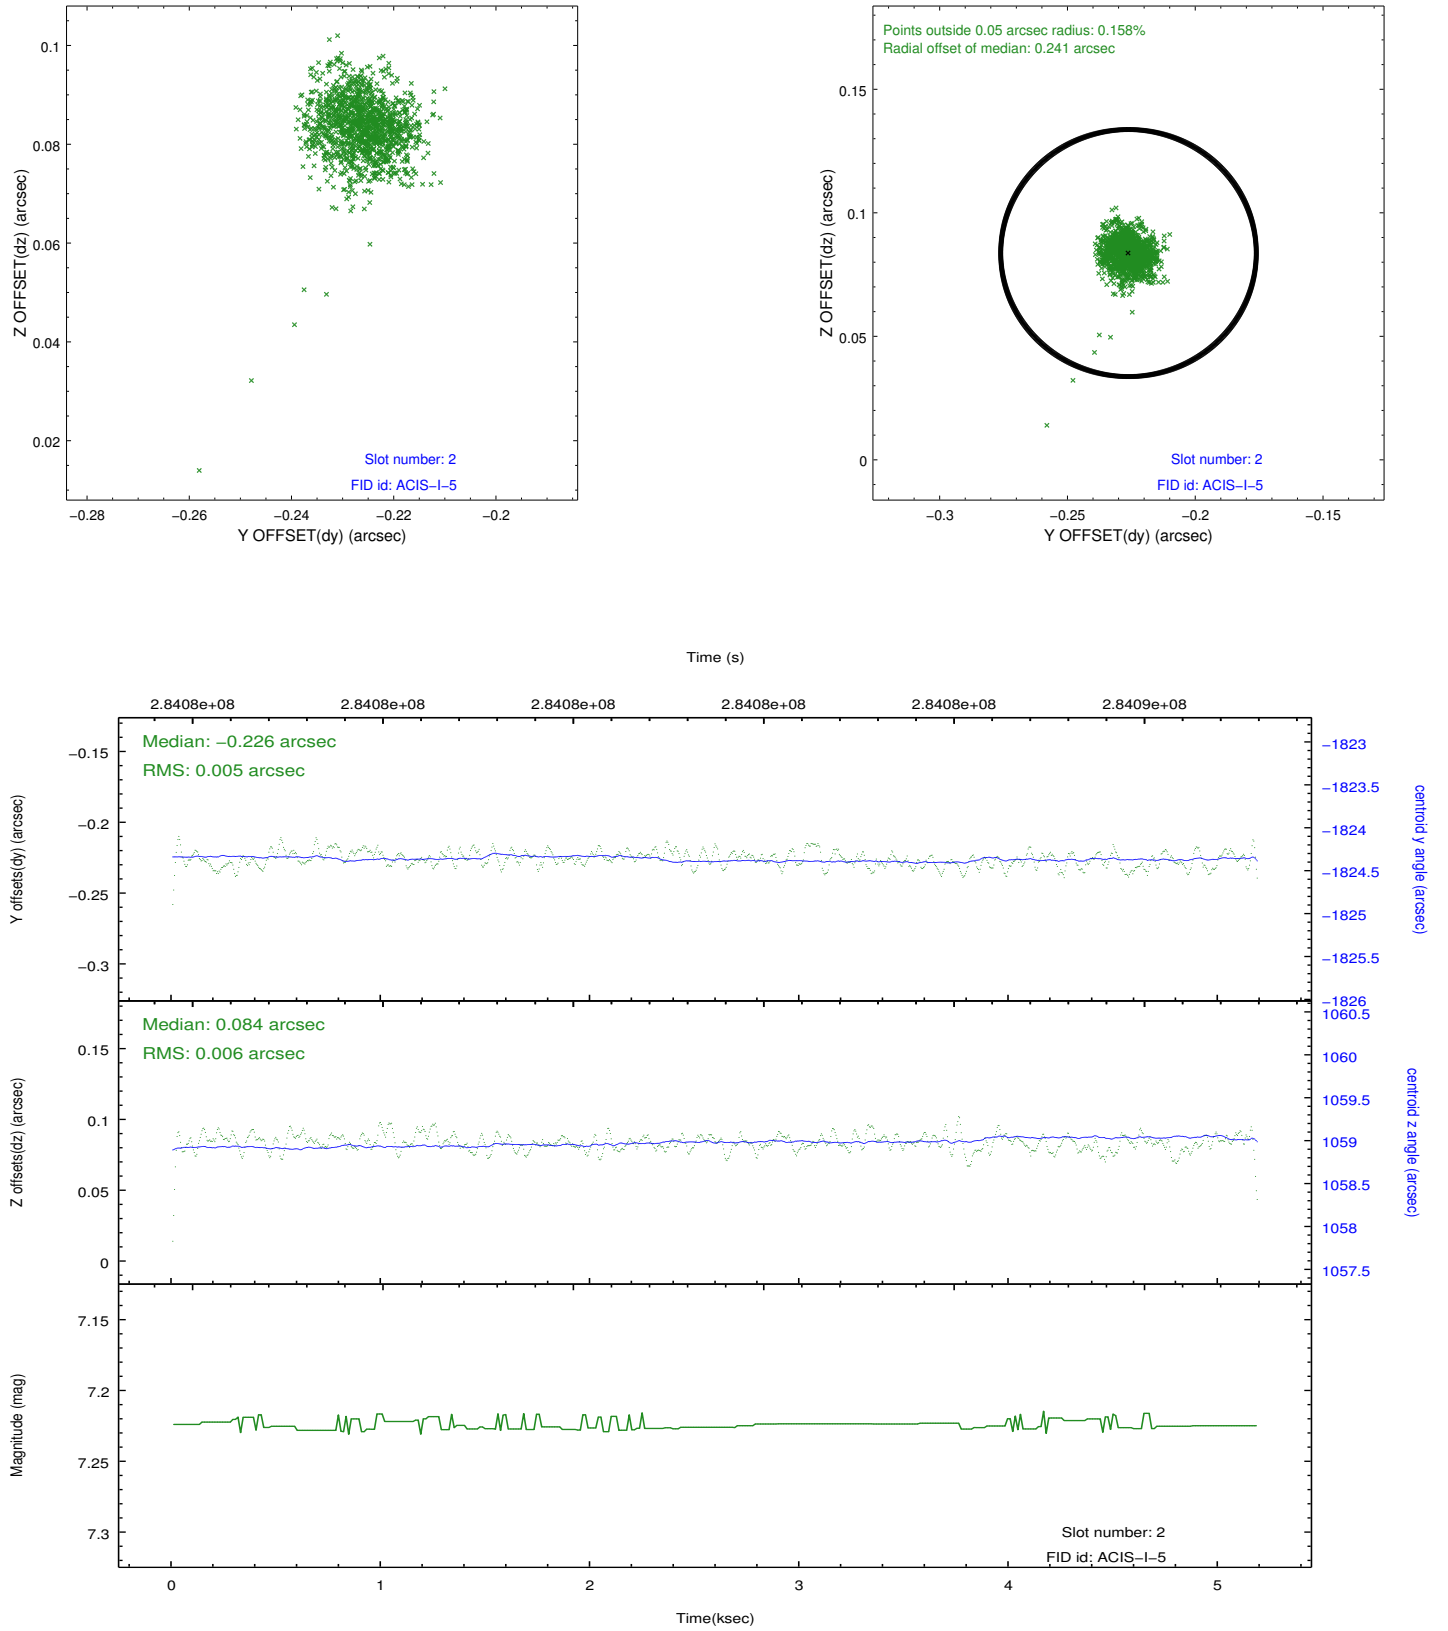 0.1
0.08
0.06
0.04
0.02
Z OFFSET(dz) (arcsec)
Slot number: 2
FID id: ACIS−I−5
−0.28 −0.26 −0.24 −0.22 −0.2
Y OFFSET(dy) (arcsec)
Points outside 0.05 arcsec radius: 0.158%
Radial offset of median: 0.241 arcsec
0.15
0.1
0.05
0
Z OFFSET(dz) (arcsec)
Slot number: 2
FID id: ACIS−I−5
−0.3 −0.25 −0.2 −0.15
Y OFFSET(dy) (arcsec)
Time (s)
2.8408e+08 2.8408e+08 2.8408e+08 2.8408e+08 2.8408e+08 2.8409e+08
Median: −0.226 arcsec
RMS: 0.005 arcsec
−0.15
−0.2
−0.25
−0.3
Y offsets(dy) (arcsec)
−1823
−1823.5
−1824
−1824.5
−1825
−1825.5
−1826
centroid y angle (arcsec)
Median: 0.084 arcsec
RMS: 0.006 arcsec
0.15
0.1
0.05
0
Z offsets(dz) (arcsec)
1060.5
1060
1059.5
1059
1058.5
1058
1057.5
centroid z angle (arcsec)
7.15
7.2
7.25
7.3
Magnitude (mag)
Slot number: 2
FID id: ACIS−I−5
0 1 2 3 4 5
Time(ksec)